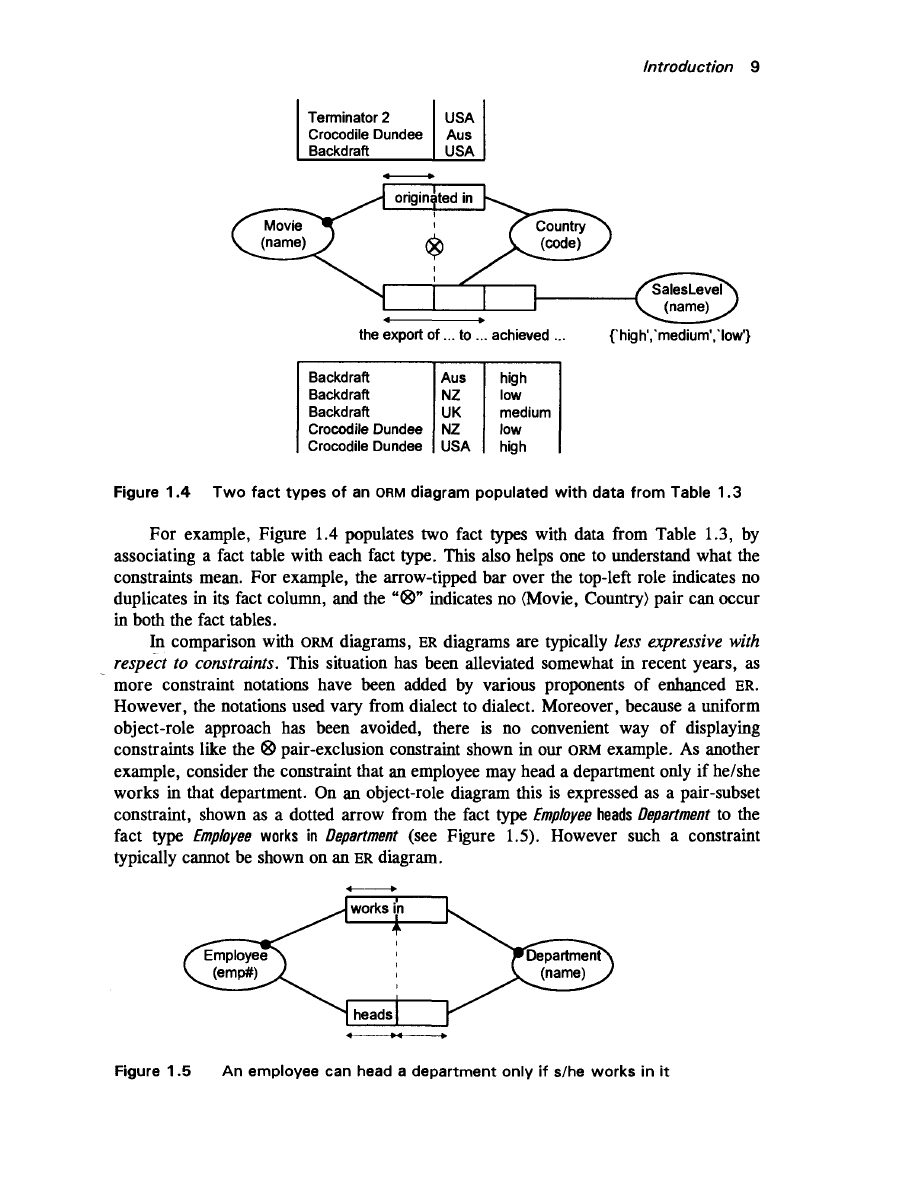 Introduction 9
Terminator 2 USA
Crocodile Dundee Aus
Backdraft USA
originated in
Movie
(name)
Country
(code)
⊗
SalesLevel
(name)
the export of ... to ... achieved ...
{`high',`medium',`low'}
Backdraft Aus high
Backdraft NZ low
Backdraft UK medium
Crocodile Dundee NZ low
Crocodile Dundee USA high
Figure 1.4 Two fact types of an ORM diagram populated with data from Table 1.3
For example, Figure 1.4 populates two fact types with data from Table 1.3, by
associating a fact table with each fact type. This also helps one to understand what the
constraints mean. For example, the arrow-tipped bar over the top-left role indicates no
duplicates in its fact column, and the “⊗” indicates no (Movie, Country) pair can occur
in both the fact tables.
In comparison with ORM diagrams, ER diagrams are typically less expressive with
respect to constraints. This situation has been alleviated somewhat in recent years, as
more constraint notations have been added by various proponents of enhanced ER.
However, the notations used vary from dialect to dialect. Moreover, because a uniform
object-role approach has been avoided, there is no convenient way of displaying
constraints like the ⊗ pair-exclusion constraint shown in our ORM example. As another
example, consider the constraint that an employee may head a department only if he/she
works in that department. On an object-role diagram this is expressed as a pair-subset
constraint, shown as a dotted arrow from the fact type Employee heads Department to the
fact type Employee works in Department (see Figure 1.5). However such a constraint
typically cannot be shown on an ER diagram.
works in
Employee
(emp#)
Department
(name)
heads
Figure 1.5 An employee can head a department only if s/he works in it